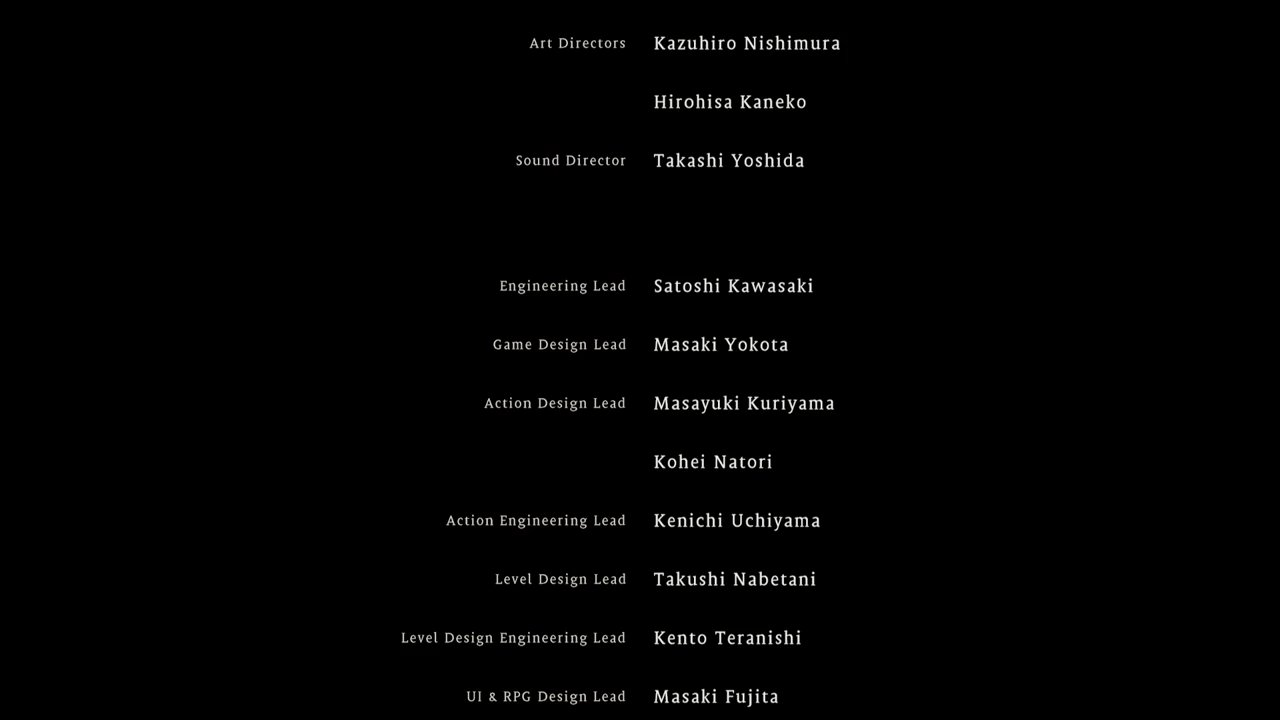 Art Directors Kazuhiro Nishimura
Hirohisa Kaneko
Sound Director Takashi Yoshida
Engineering Lead Satoshi Kawasaki
Game Design Lead Masaki Yokota
Action Design Lead Masayuki Kuriyama
Kohei Natori
Action Engineering Lead Kenichi Uchiyama
Level Design Lead Takushi Nabetani
Level Design Engineering Lead Kento Teranishi
UI & RPG Design Lead Masaki Fujita